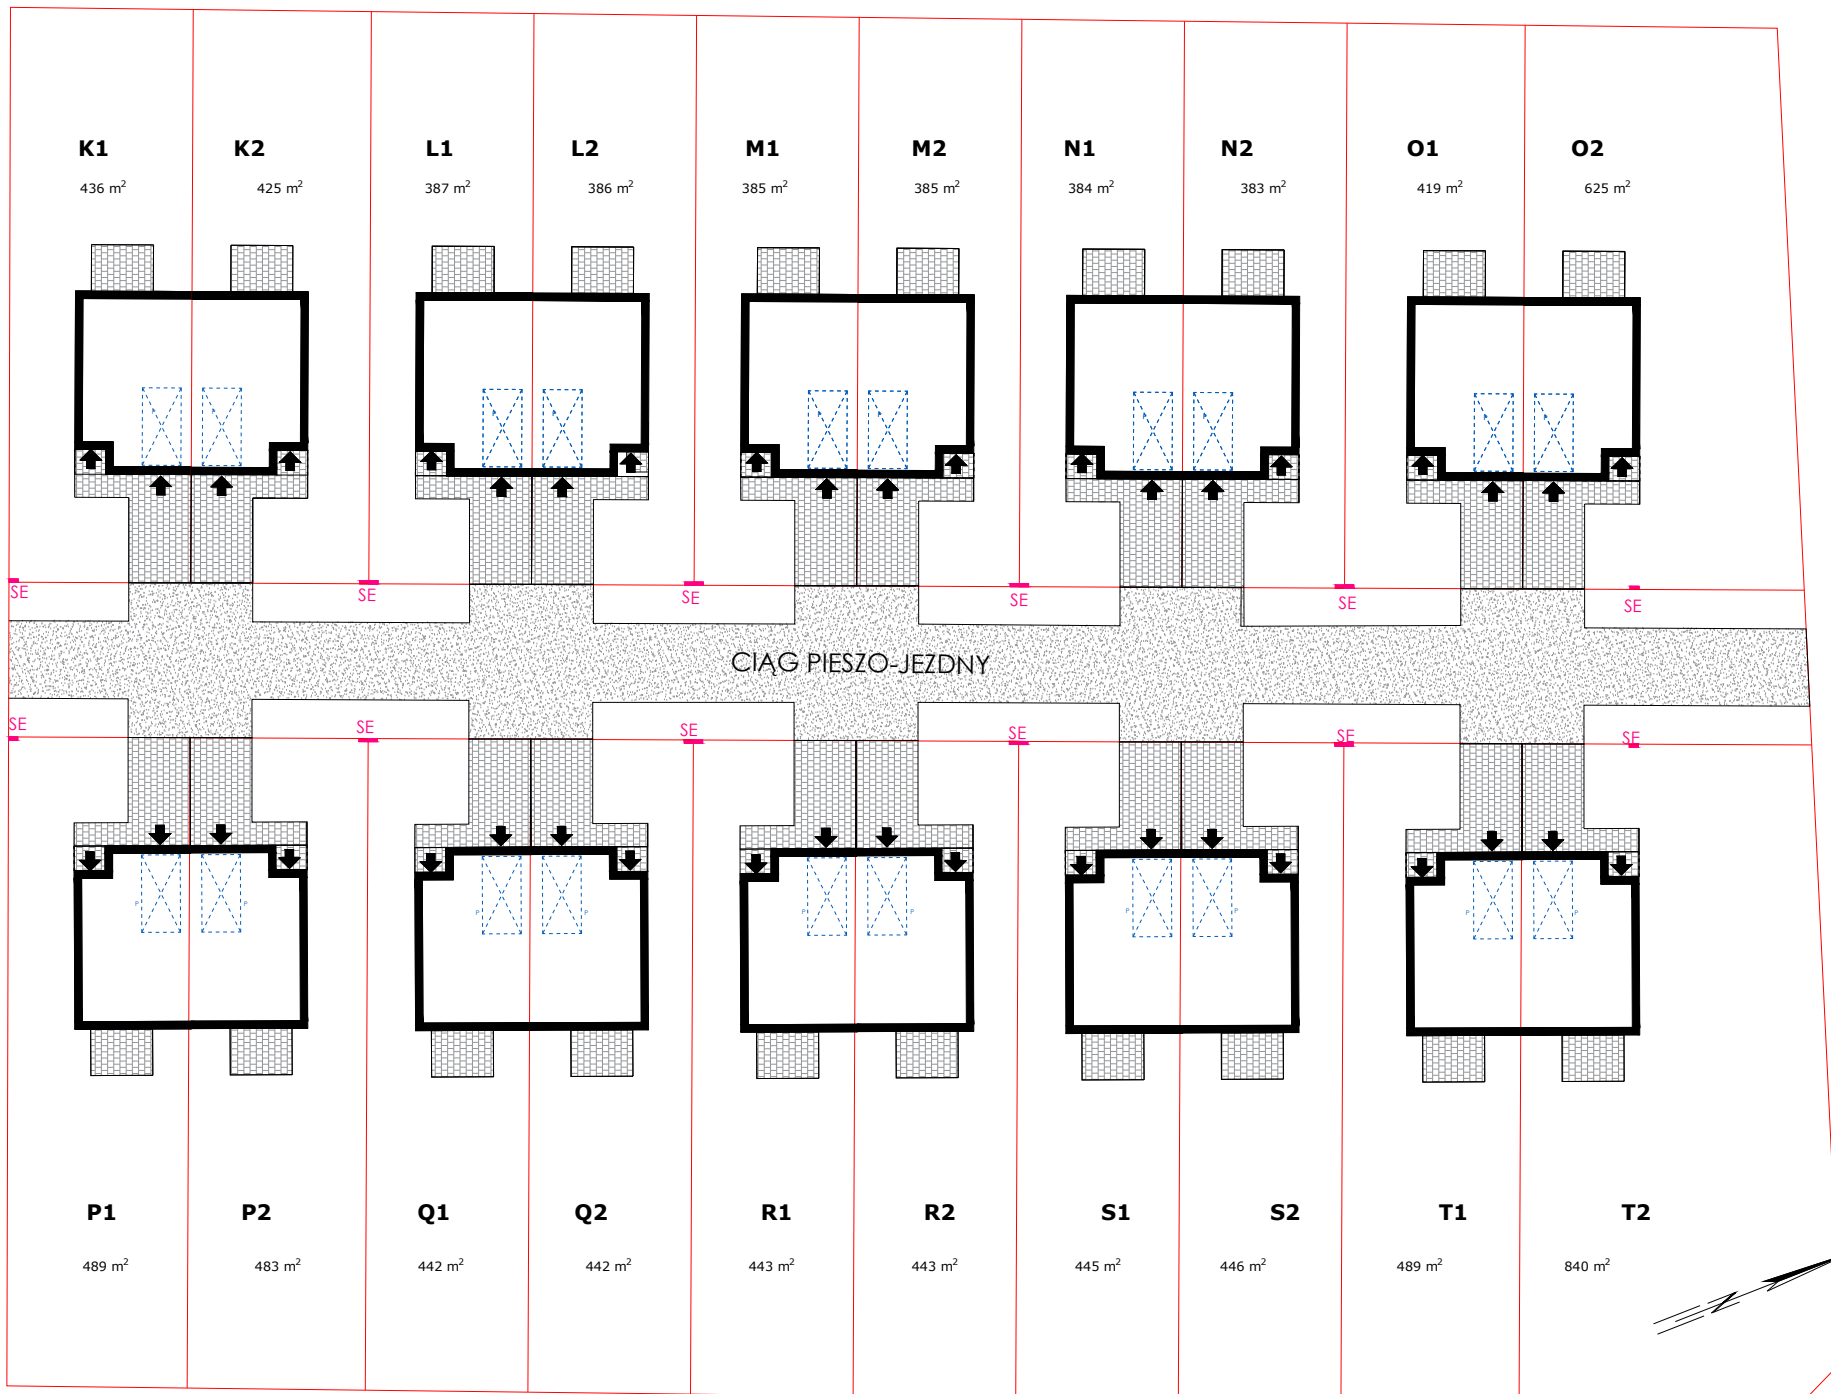 K1 K2 L1 L2 M1 M2 N1 N2 O1 O2
436 m² 425 m² 387 m² 386 m² 385 m² 385 m² 384 m² 383 m² 419 m² 625 m²
SE SE SE SE SE SE
CIĄG PIESZO-JEZDNY
SE SE SE SE SE SE
P P P P P P P P P P
P1 P2 Q1 Q2 R1 R2 S1 S2 T1 T2
489 m² 483 m² 442 m² 442 m² 443 m² 443 m² 445 m² 446 m² 489 m² 840 m²
N